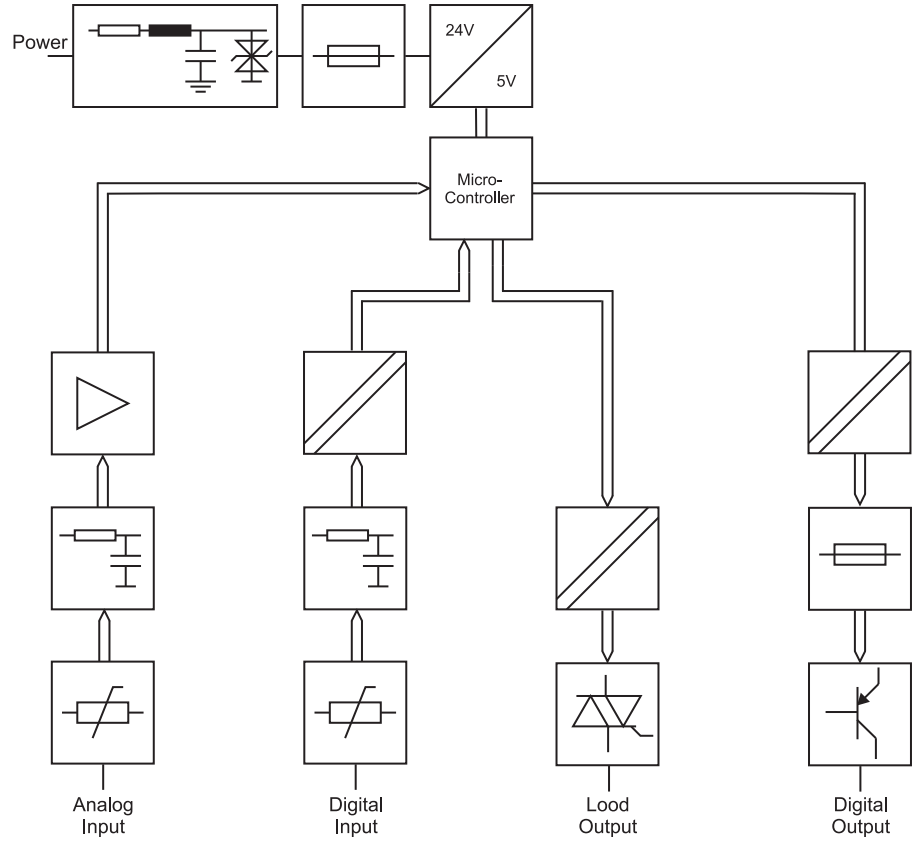 Power
24V
5V
Micro-
Controller
Analog
Input
Digital
Input
Lood
Output
Digital
Output